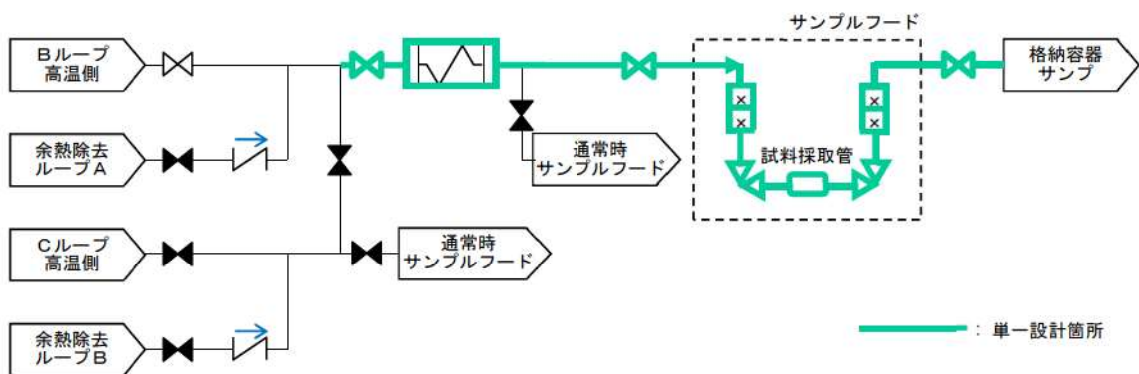 サンプルフード
Bループ
高温側
格納容器
サンプ
余熱除去
ループA
通常時
サンプルフード
試料採取管
Cループ
高温側
通常時
サンプルフード
余熱除去
ループB
: 単一設計箇所